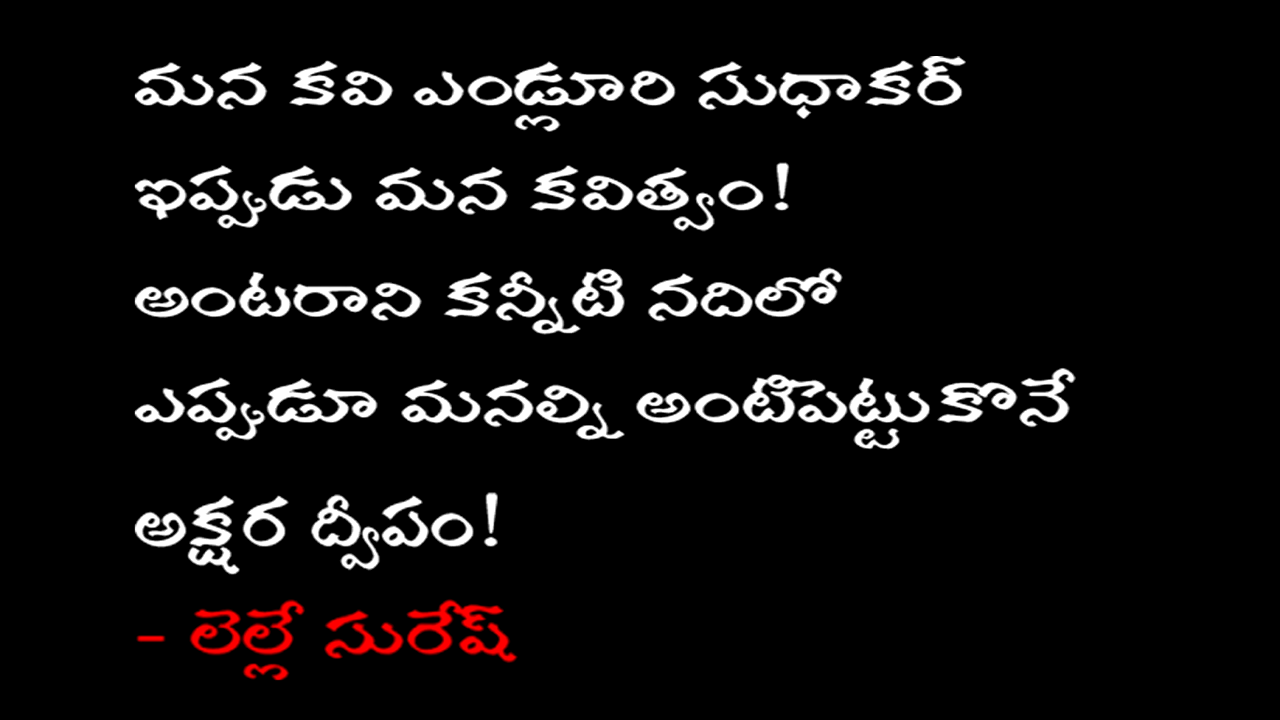 మన కవి ఎండ్లూరి సుధాకర్
ఇప్పుడు మన కవిత్వం!
అంటరాని కన్నీటి నదిలో
ఎప్పుడూ మనల్ని అంటిపెట్టుకొనే
అక్షర ద్వీపం!
- లెల్లే సురేష్